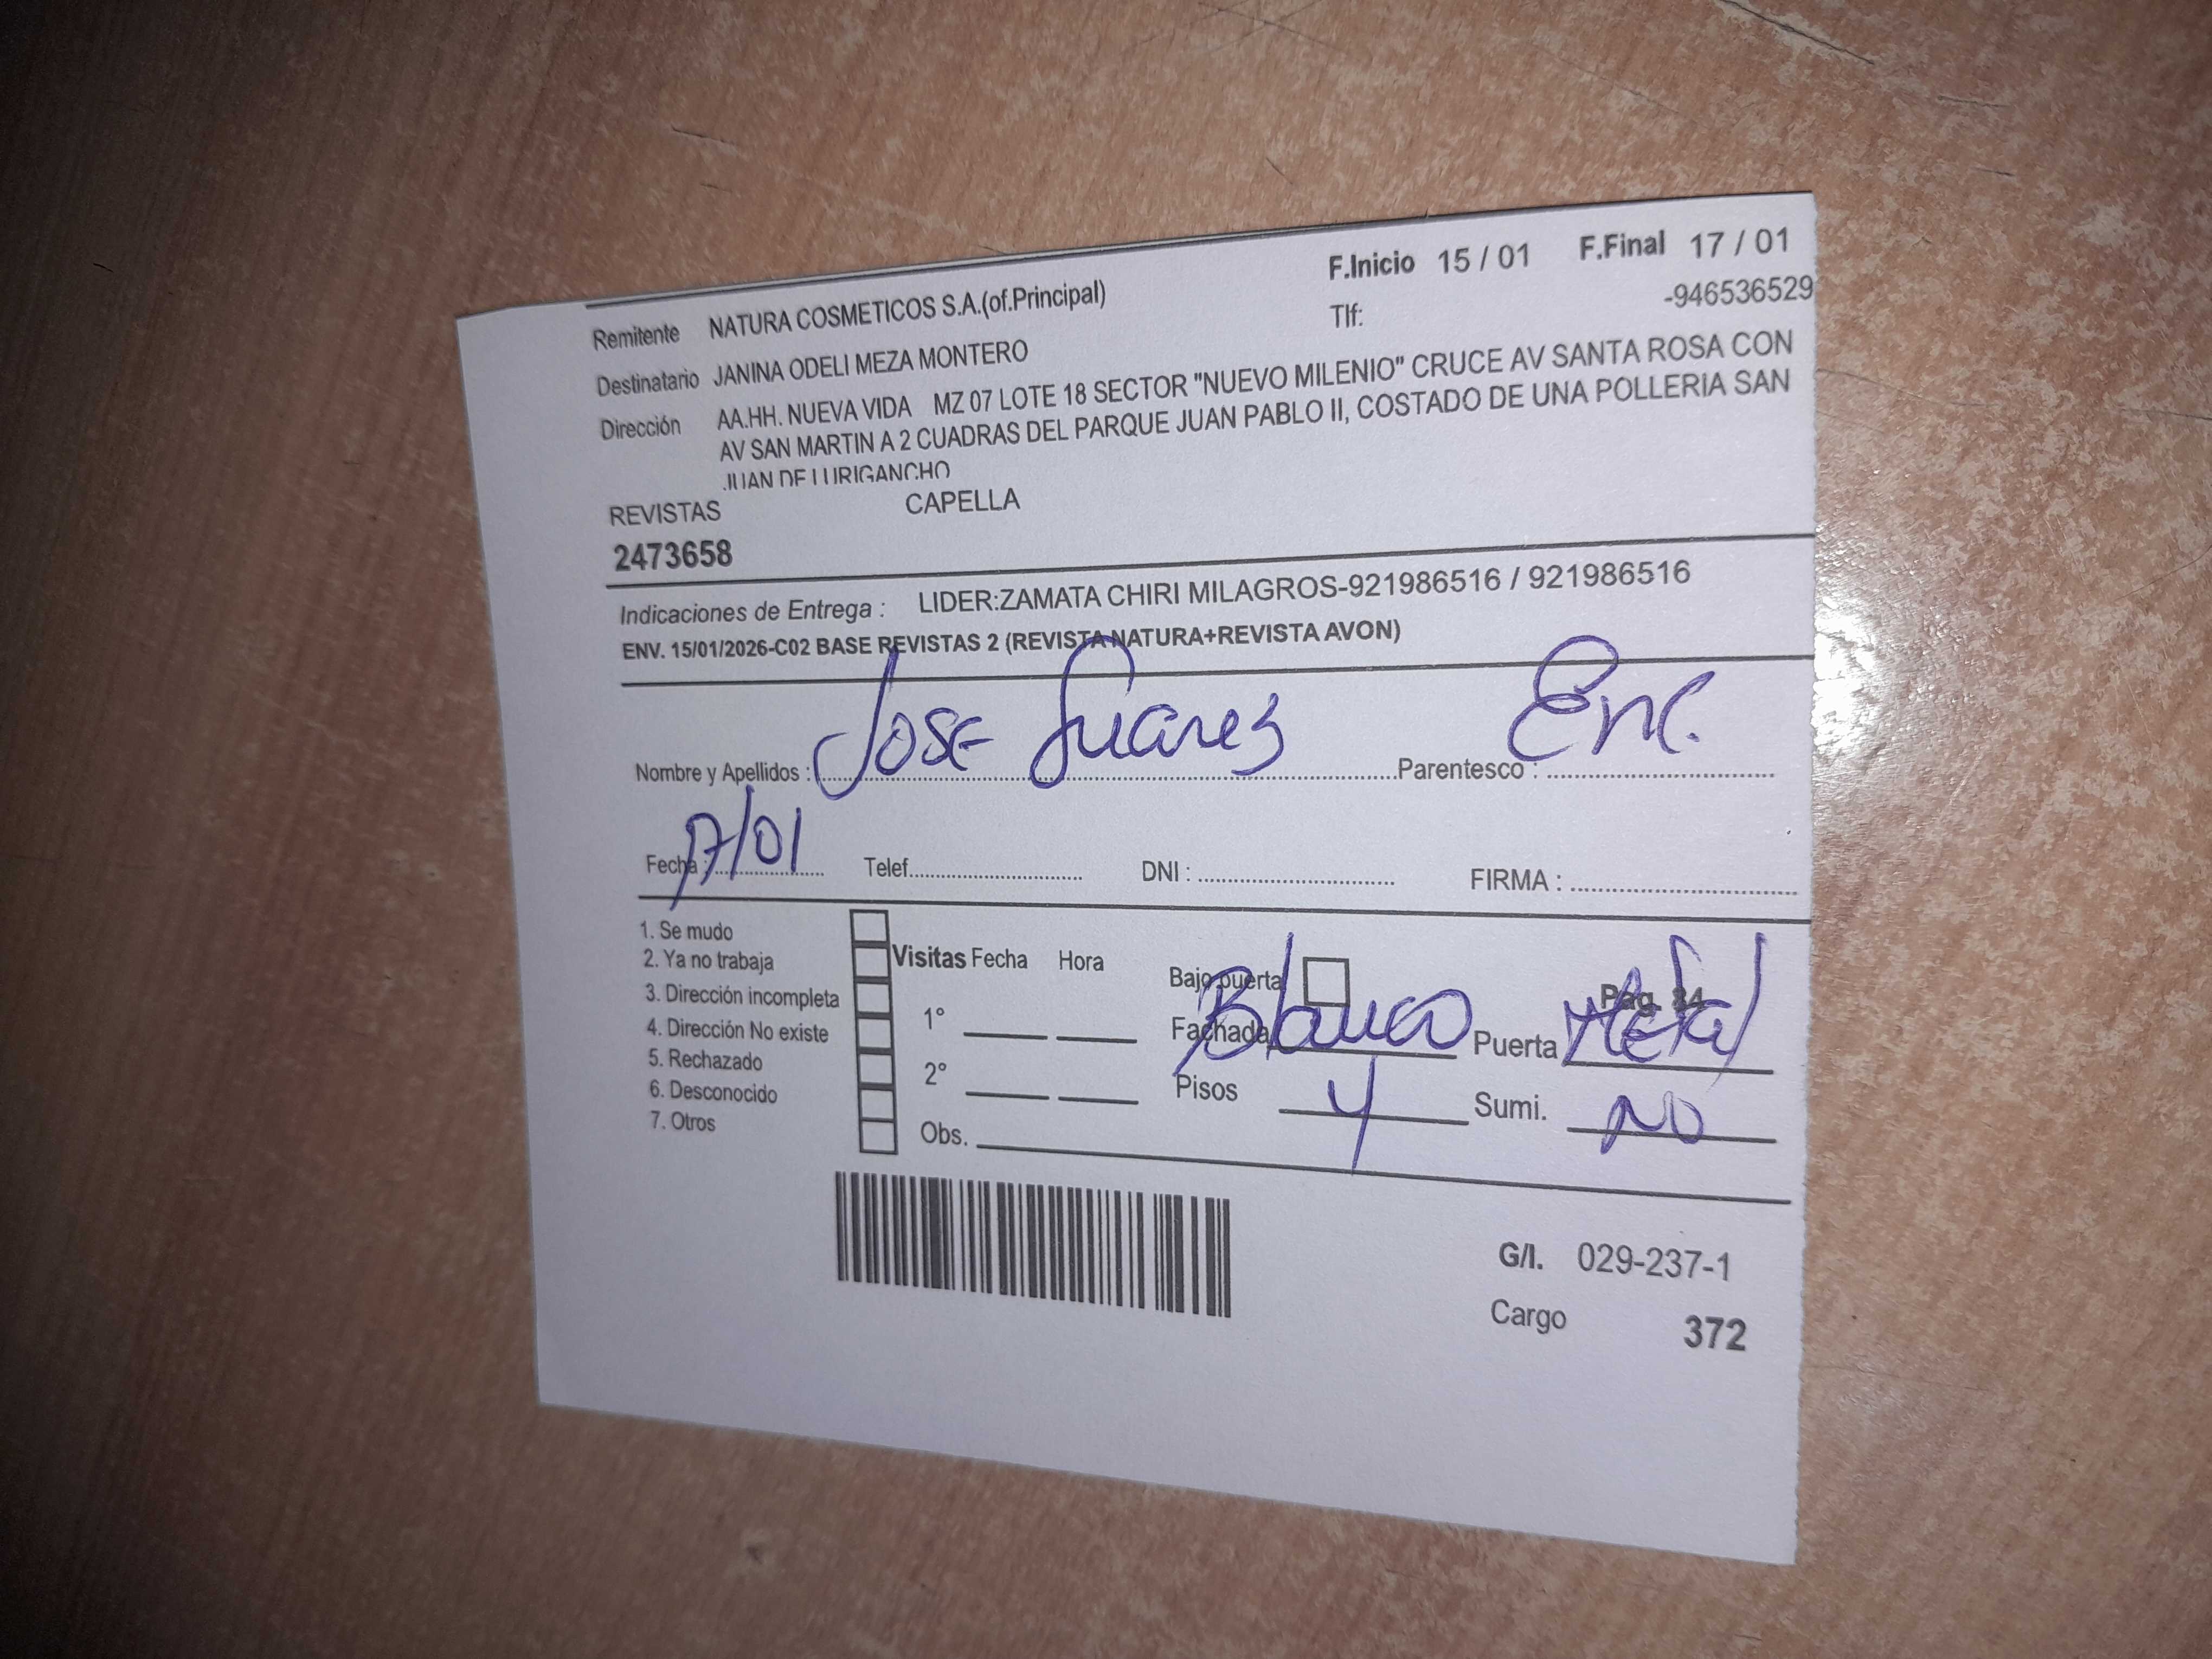 F.Inicio 15 / 01 F.Final 17 / 01
Remitente NATURA COSMETICOS S.A.(of.Principal) Tlf: -946536529
Destinatario JANINA ODELI MEZA MONTERO
Dirección AA.HH. NUEVA VIDA MZ 07 LOTE 18 SECTOR "NUEVO MILENIO" CRUCE AV SANTA ROSA CON
AV SAN MARTIN A 2 CUADRAS DEL PARQUE JUAN PABLO II, COSTADO DE UNA POLLERIA SAN
JUAN DE LURIGANCHO
REVISTAS CAPELLA
2473658
Indicaciones de Entrega : LIDER:ZAMATA CHIRI MILAGROS-921986516 / 921986516
ENV. 15/01/2026-C02 BASE REVISTAS 2 (REVISTA NATURA+REVISTA AVON)
Nombre y Apellidos : Jose Suarez Parentesco : Enc.
Fecha : 17/01 Telef. DNI : FIRMA :
1. Se mudo
2. Ya no trabaja
3. Dirección incompleta
4. Dirección No existe
5. Rechazado
6. Desconocido
7. Otros
Visitas Fecha Hora
1°
2°
Obs.
Bajo puerta Pag. 34
Fachada Blanco Puerta Metal
Pisos 4 Sumi. NO
G/I. 029-237-1
Cargo 372